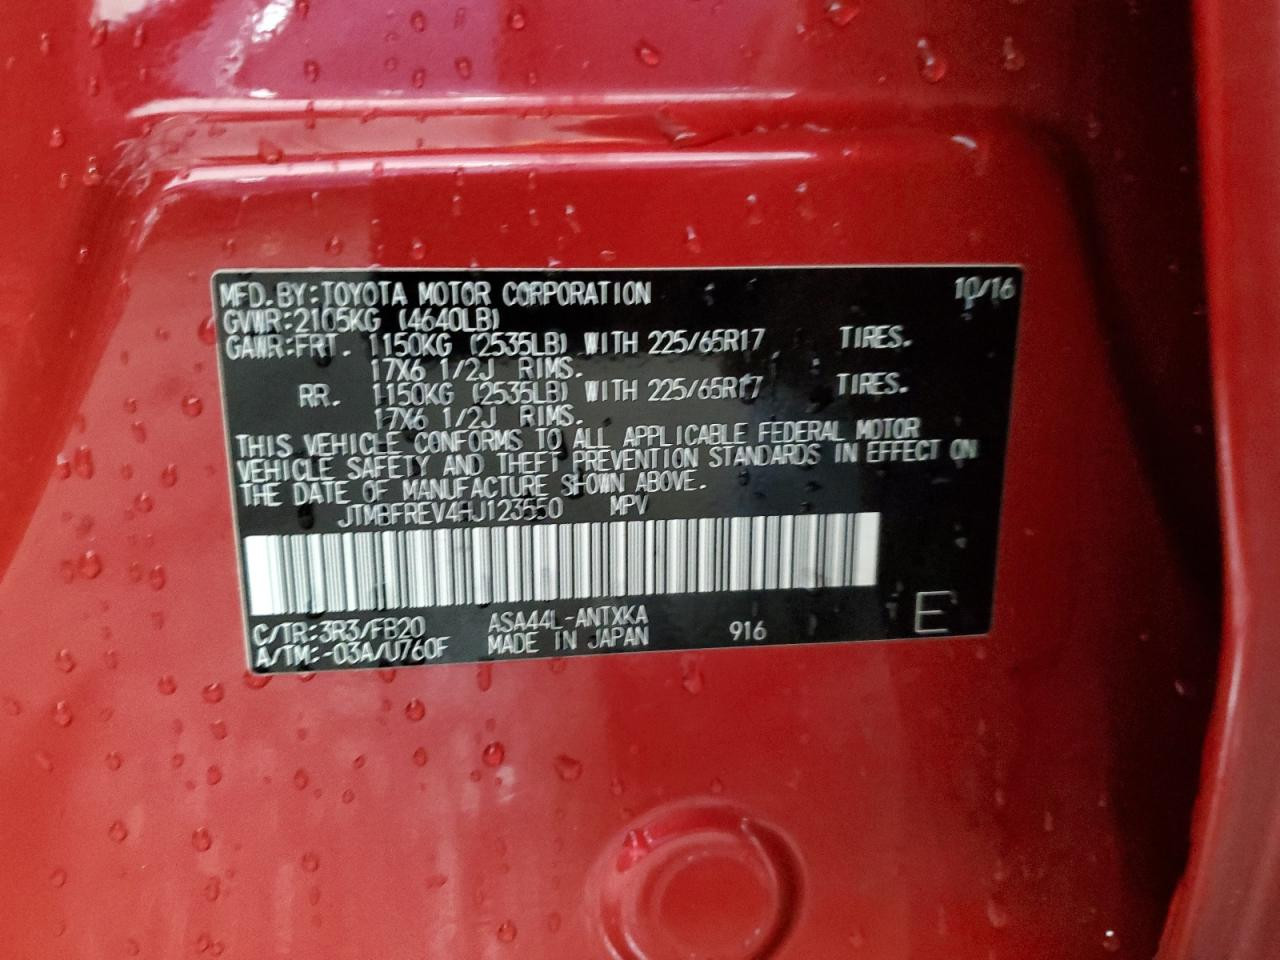 MFD.BY:TOYOTA MOTOR CORPORATION 10/16
GVWR:2105KG (4640LB)
GAWR:FRT. 1150KG (2535LB) WITH 225/65R17 TIRES.
17X6 1/2J RIMS.
RR. 1150KG (2535LB) WITH 225/65R17 TIRES.
17X6 1/2J RIMS.
THIS VEHICLE CONFORMS TO ALL APPLICABLE FEDERAL MOTOR
VEHICLE SAFETY AND THEFT PREVENTION STANDARDS IN EFFECT ON
THE DATE OF MANUFACTURE SHOWN ABOVE.
JTMBFREV4HJ123550 MPV
C/TR:3R3/FB20 ASA44L-ANTXKA
A/TM:-03A/U760F MADE IN JAPAN 916 E